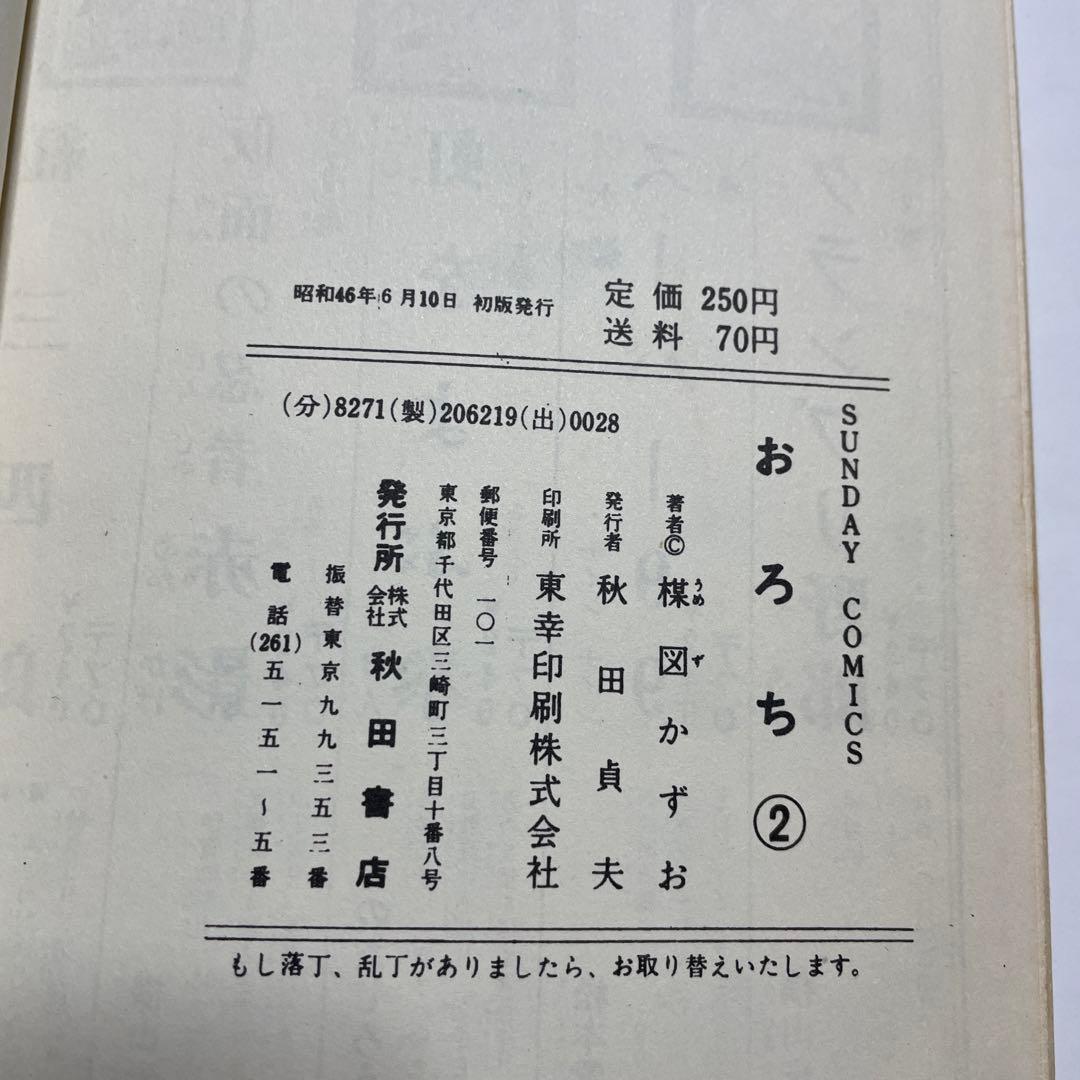 昭和46年6月10日 初版発行
定価 250円
送料 70円
(分)8271(製)206219(出)0028
SUNDAY COMICS
おろち②
著者© 楳図かずお
うめ ず
発行者 秋田貞夫
印刷所 東幸印刷株式会社
郵便番号 一〇一
東京都千代田区三崎町三丁目十番八号
発行所 株式会社 秋田書店
振替東京九九三五三番
電話(261)五一五一〜五番
もし落丁、乱丁がありましたら、お取り替えいたします。